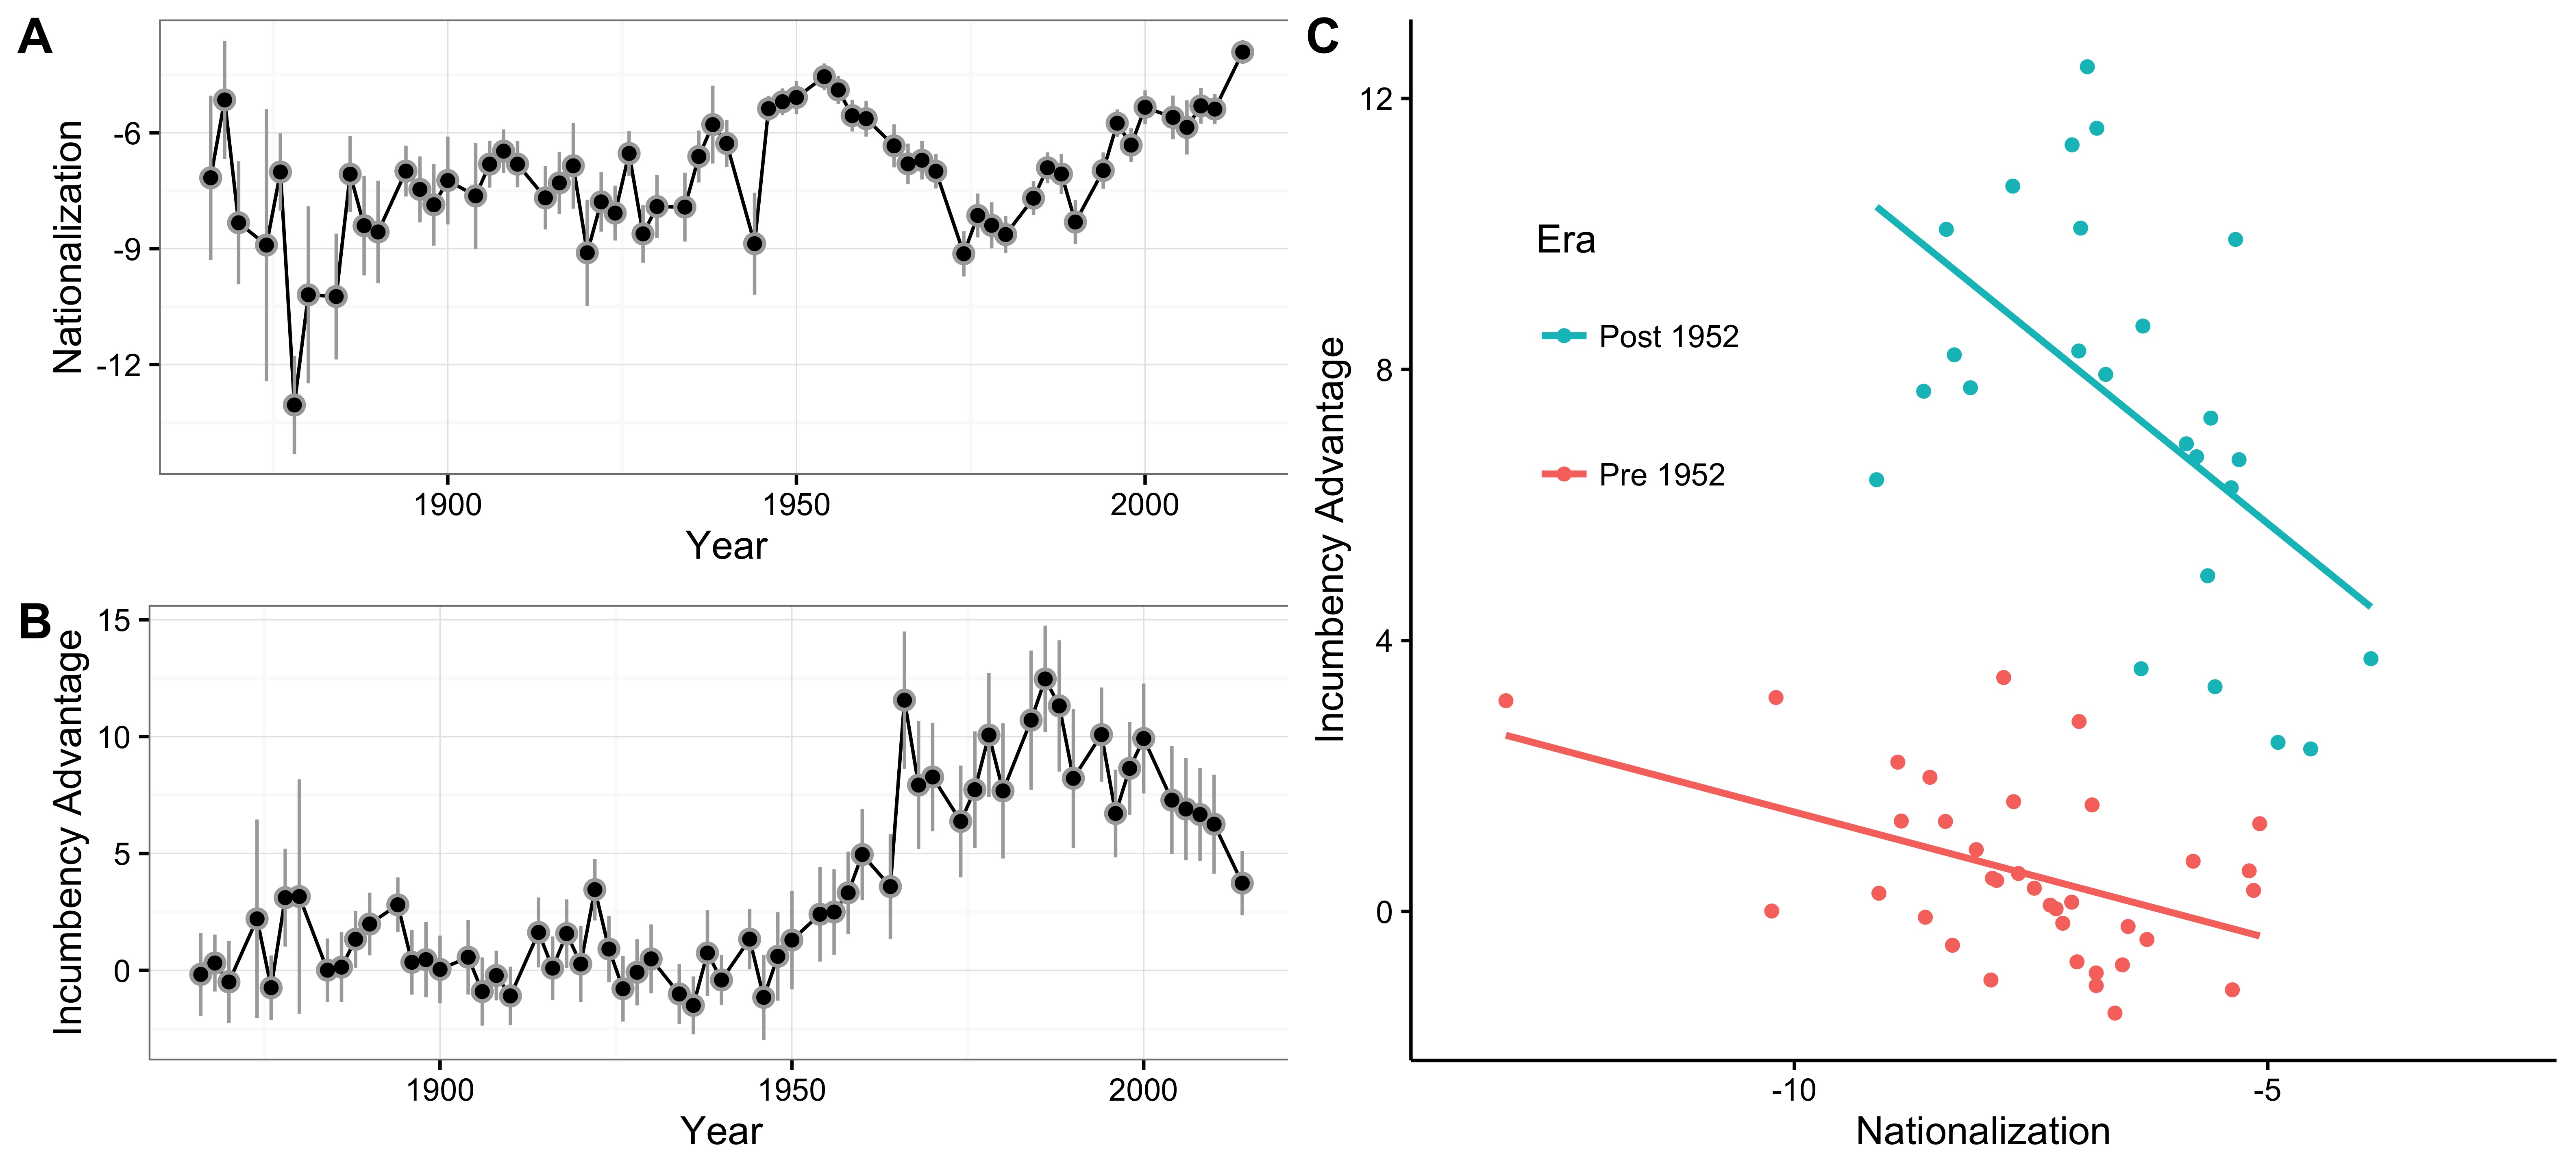 A
Nationalization
-6
-9
-12
1900 1950 2000
Year
B
Incumbency Advantage
15
10
5
0
1900 1950 2000
Year
C
Incumbency Advantage
12
8
4
0
Era
Post 1952
Pre 1952
-10 -5
Nationalization